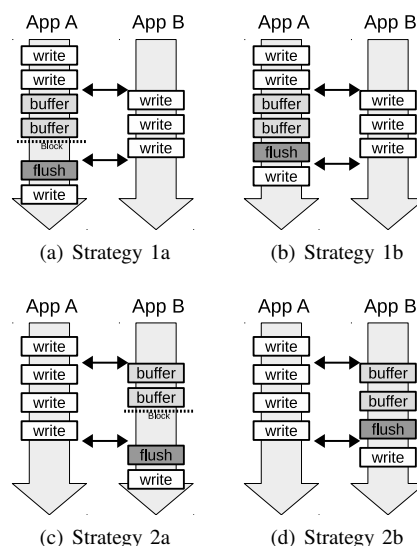 App A App B
write
write
buffer
buffer
Block
flush
write
write
write
write
(a) Strategy 1a
App A App B
write
write
buffer
buffer
flush
write
write
write
write
(b) Strategy 1b
App A App B
write
write
write
write
buffer
buffer
Block
flush
write
(c) Strategy 2a
App A App B
write
write
write
write
buffer
buffer
flush
write
(d) Strategy 2b